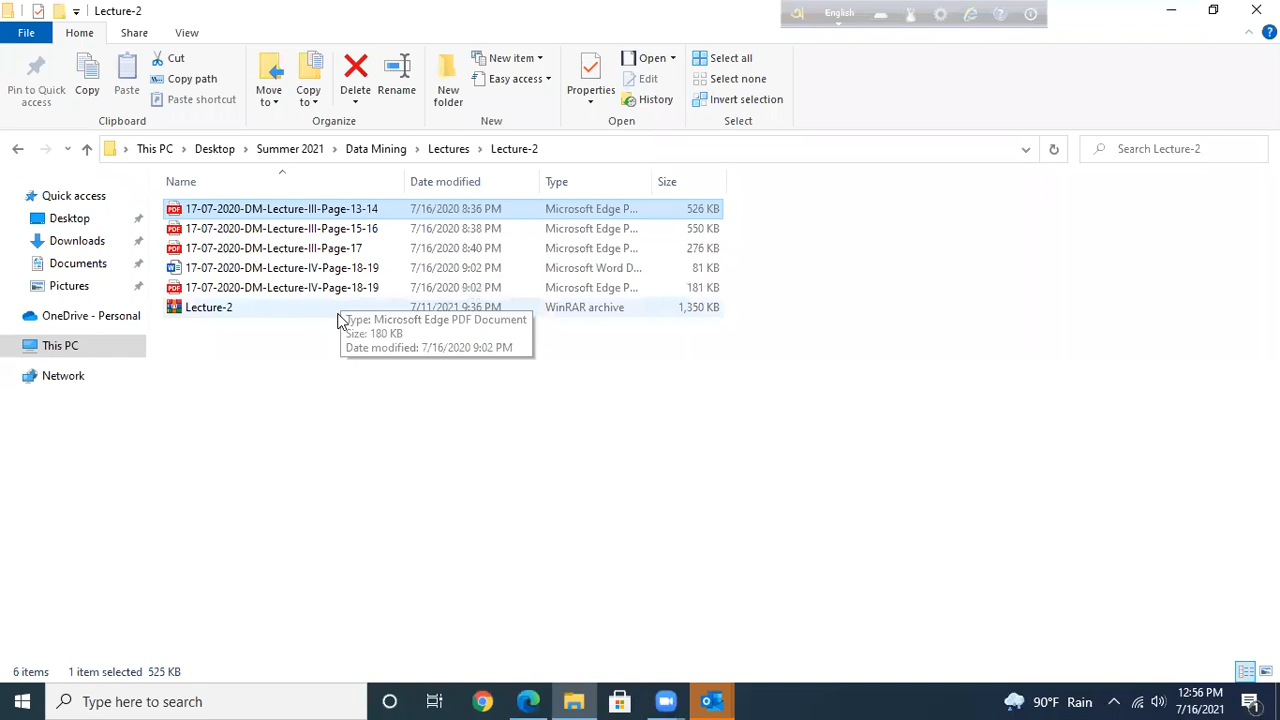 Lecture-2
অ English
File Home Share View
Pin to Quick access
Copy
Paste
Cut
Copy path
Paste shortcut
Clipboard
Move to
Copy to
Delete
Rename
Organize
New folder
New item
Easy access
New
Properties
Open
Edit
History
Open
Select all
Select none
Invert selection
Select
This PC > Desktop > Summer 2021 > Data Mining > Lectures > Lecture-2
Search Lecture-2
Name Date modified Type Size
17-07-2020-DM-Lecture-III-Page-13-14 7/16/2020 8:36 PM Microsoft Edge P... 526 KB
17-07-2020-DM-Lecture-III-Page-15-16 7/16/2020 8:38 PM Microsoft Edge P... 550 KB
17-07-2020-DM-Lecture-III-Page-17 7/16/2020 8:40 PM Microsoft Edge P... 276 KB
17-07-2020-DM-Lecture-IV-Page-18-19 7/16/2020 9:02 PM Microsoft Word D... 81 KB
17-07-2020-DM-Lecture-IV-Page-18-19 7/16/2020 9:02 PM Microsoft Edge P... 181 KB
Lecture-2 7/11/2021 9:36 PM WinRAR archive 1,350 KB
Type: Microsoft Edge PDF Document
Size: 180 KB
Date modified: 7/16/2020 9:02 PM
Quick access
Desktop
Downloads
Documents
Pictures
OneDrive - Personal
This PC
Network
6 items 1 item selected 525 KB
Type here to search
90°F Rain
12:56 PM
7/16/2021
1